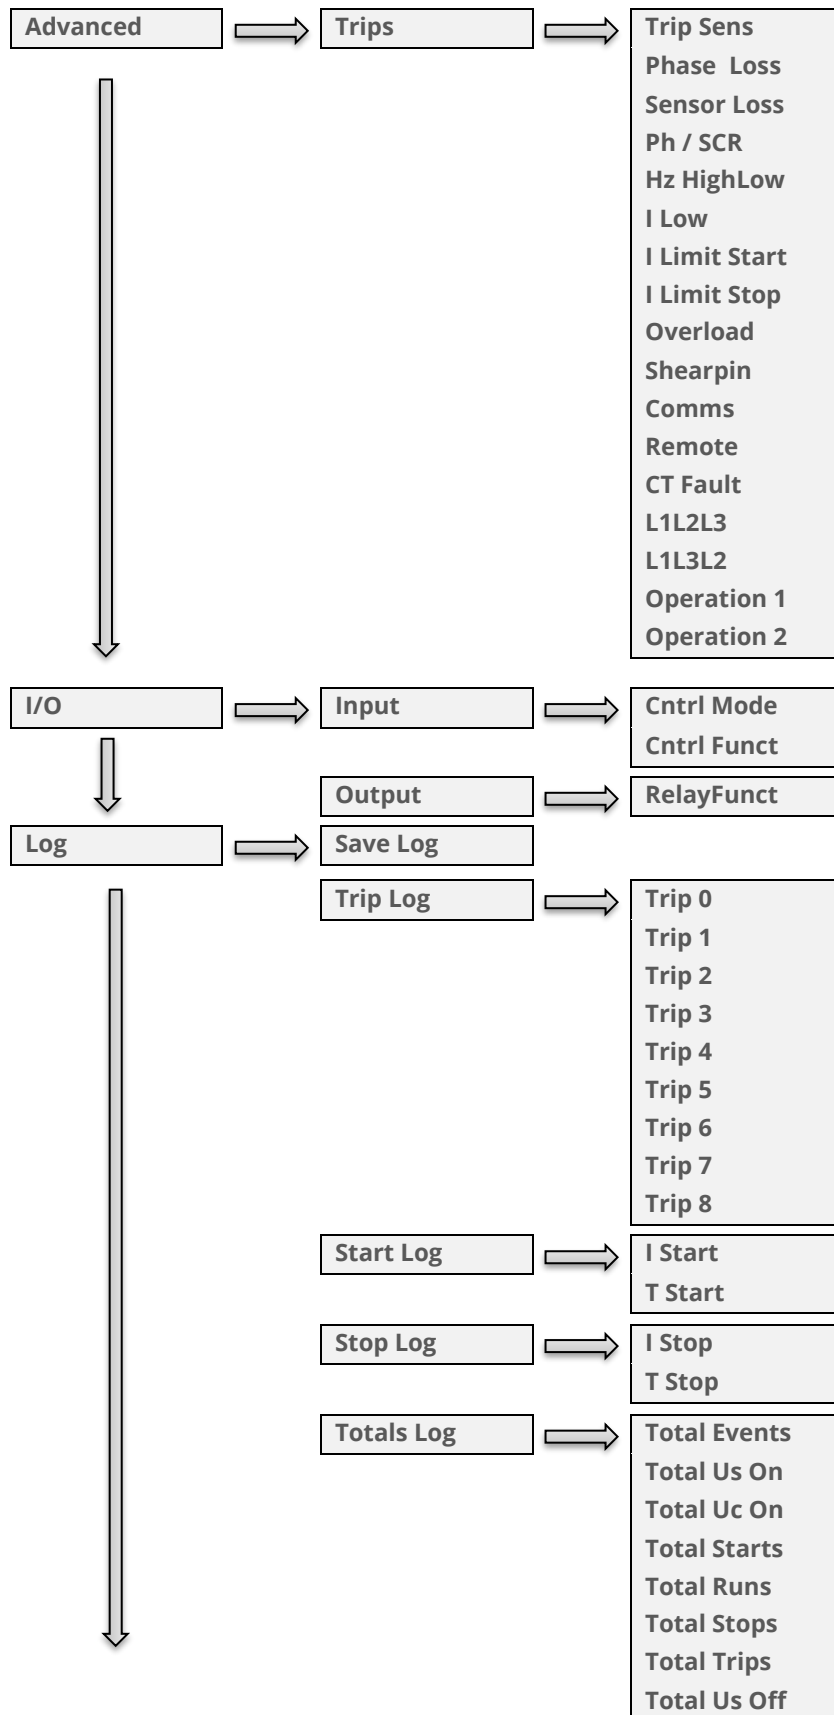 Advanced
Trips
Trip Sens
Phase  Loss
Sensor Loss
Ph / SCR
Hz HighLow
I Low
I Limit Start
I Limit Stop
Overload
Shearpin
Comms
Remote
CT Fault
L1L2L3
L1L3L2
Operation 1
Operation 2
I/O
Input
Cntrl Mode
Cntrl Funct
Output
RelayFunct
Log
Save Log
Trip Log
Trip 0
Trip 1
Trip 2
Trip 3
Trip 4
Trip 5
Trip 6
Trip 7
Trip 8
Start Log
I Start
T Start
Stop Log
I Stop
T Stop
Totals Log
Total Events
Total Us On
Total Uc On
Total Starts
Total Runs
Total Stops
Total Trips
Total Us Off